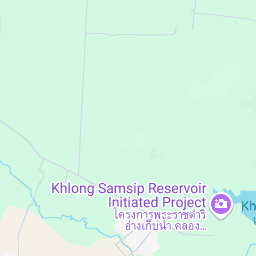 Khlong Samsip Reservoir
Initiated Project
โครงการพระราชดำริ
อ่างเก็บน้ำ คลอง...
Kh